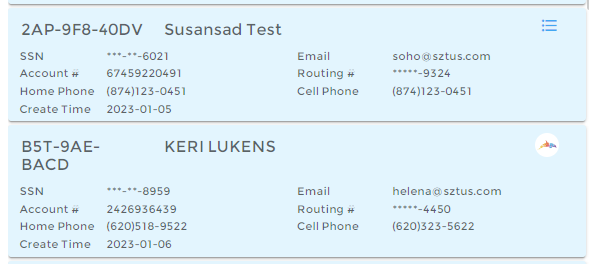 2AP-9F8-40DV Susansad Test
SSN ***-**-6021 Email soho@sztus.com
Account # 67459220491 Routing # *****-9324
Home Phone (874)123-0451 Cell Phone (874)123-0451
Create Time 2023-01-05
B5T-9AE-BACD KERI LUKENS
SSN ***-**-8959 Email helena@sztus.com
Account # 2426936439 Routing # *****-4450
Home Phone (620)518-9522 Cell Phone (620)323-5622
Create Time 2023-01-06